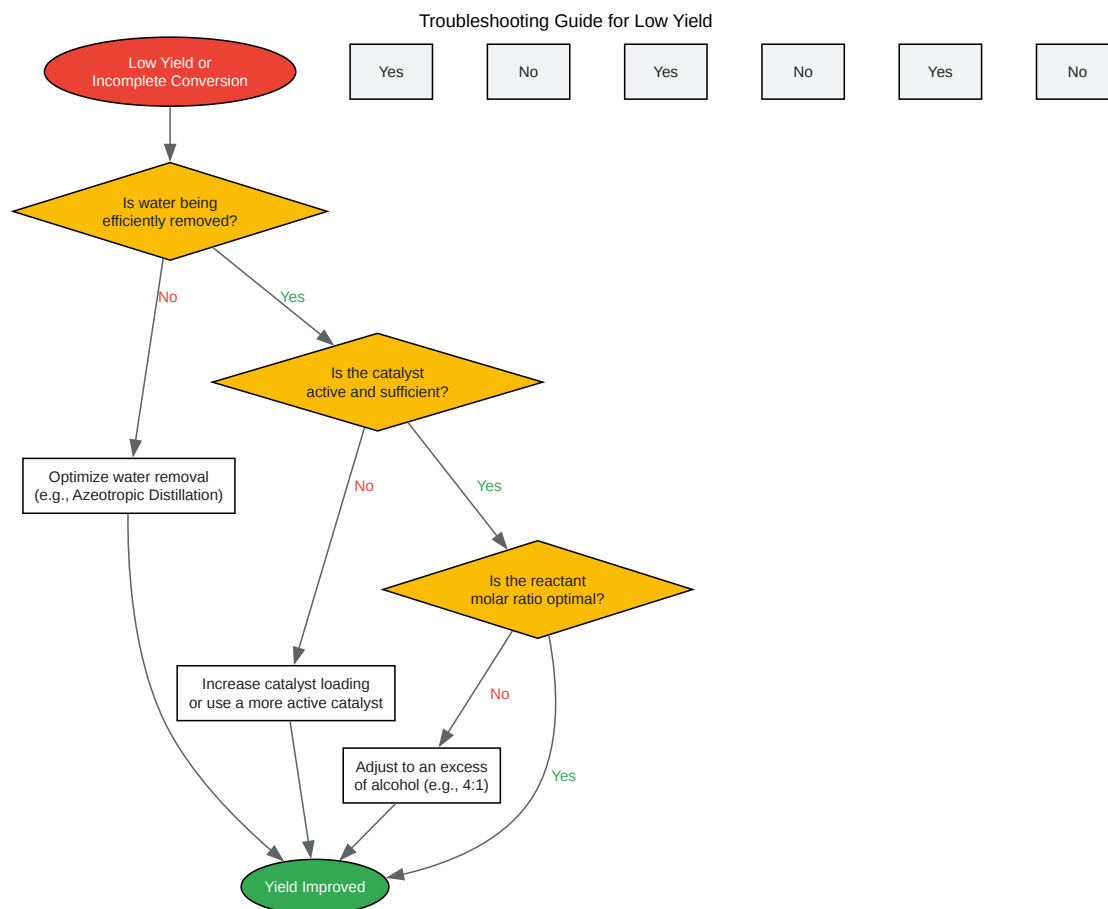 Troubleshooting Guide for Low Yield
Low Yield or
Incomplete Conversion
Yes
No
Yes
No
Yes
No
Is water being
efficiently removed?
No
Yes
Is the catalyst
active and sufficient?
Optimize water removal
(e.g., Azeotropic Distillation)
No
Yes
Is the reactant
molar ratio optimal?
Increase catalyst loading
or use a more active catalyst
No
Adjust to an excess
of alcohol (e.g., 4:1)
Yes
Yield Improved